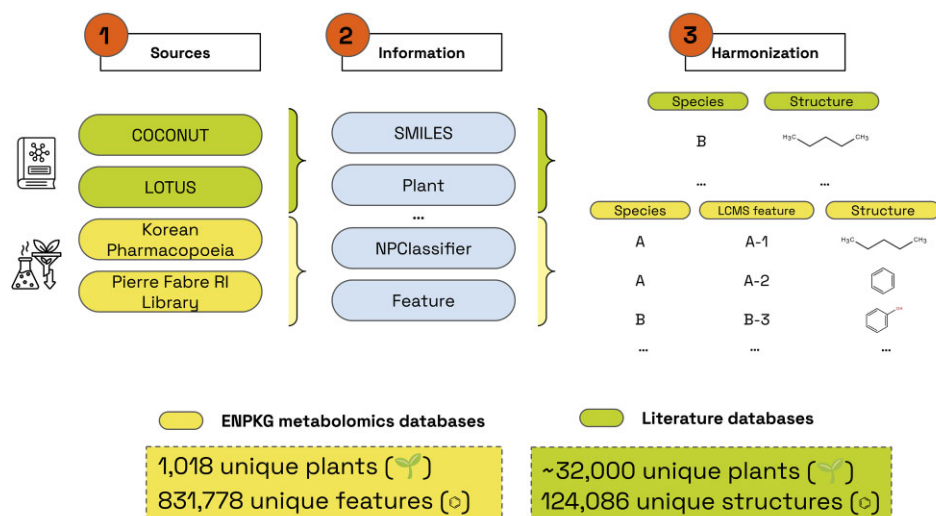 1
Sources
2
Information
3
Harmonization
COCONUT
LOTUS
Korean
Pharmacopoeia
Pierre Fabre RI
Library
SMILES
Plant
...
NPClassifier
Feature
Species Structure
B H₃C CH₃
... ...
Species LCMS feature Structure
A A-1 H₃C CH₃
A A-2
B B-3 OH
... ... ...
ENPKG metabolomics databases
1,018 unique plants (🌱)
831,778 unique features (⌬)
Literature databases
~32,000 unique plants (🌱)
124,086 unique structures (⌬)